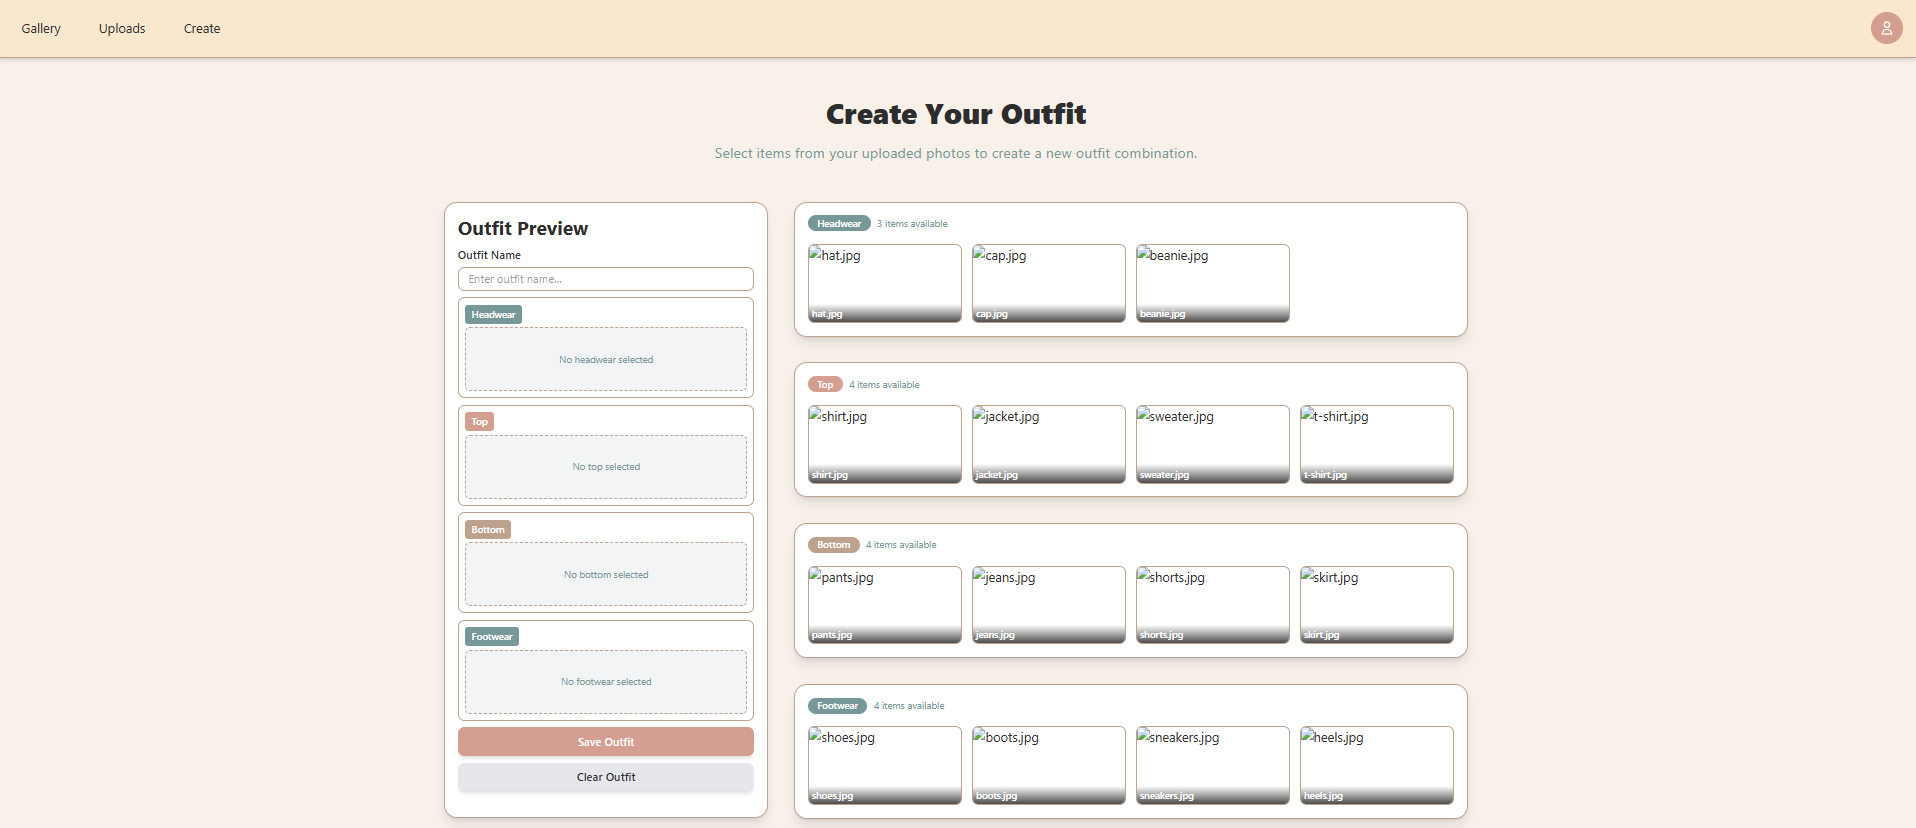 Gallery Uploads Create
Create Your Outfit
Select items from your uploaded photos to create a new outfit combination.
Outfit Preview
Outfit Name
Enter outfit name...
Headwear
No headwear selected
Top
No top selected
Bottom
No bottom selected
Footwear
No footwear selected
Save Outfit
Clear Outfit
Headwear 3 items available
hat.jpg cap.jpg beanie.jpg
hat.jpg cap.jpg beanie.jpg
Top 4 items available
shirt.jpg jacket.jpg sweater.jpg t-shirt.jpg
shirt.jpg jacket.jpg sweater.jpg t-shirt.jpg
Bottom 4 items available
pants.jpg jeans.jpg shorts.jpg skirt.jpg
pants.jpg jeans.jpg shorts.jpg skirt.jpg
Footwear 4 items available
shoes.jpg boots.jpg sneakers.jpg heels.jpg
shoes.jpg boots.jpg sneakers.jpg heels.jpg